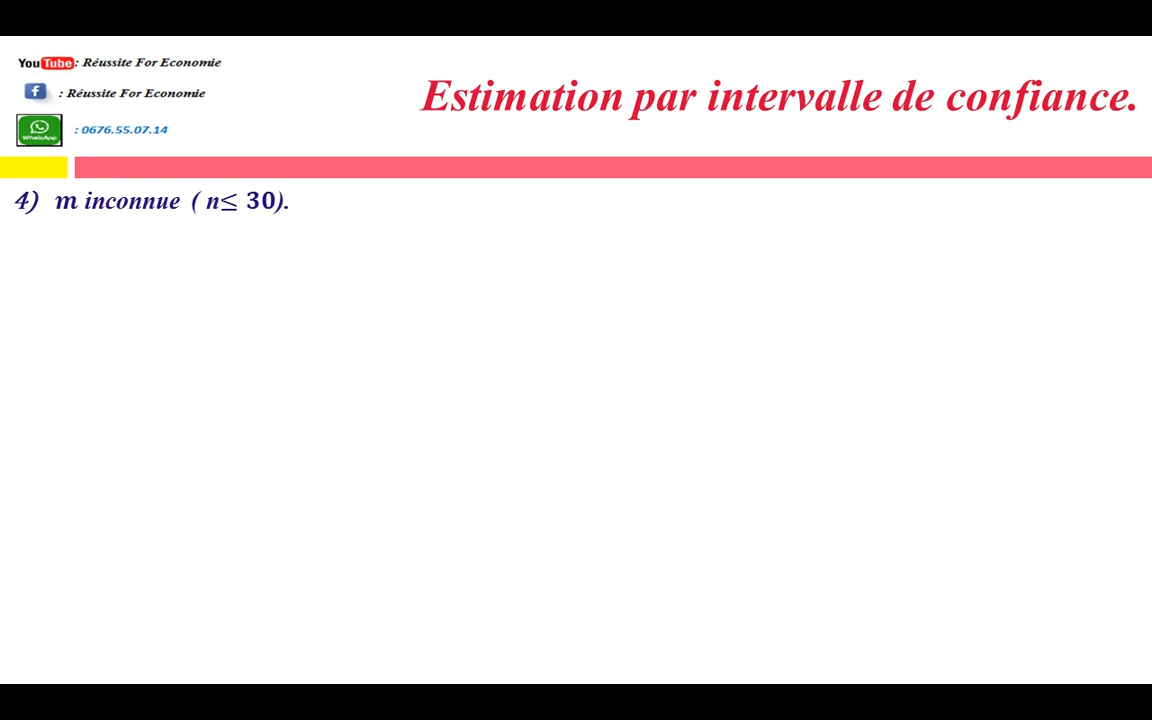 YouTube : Réussite For Economie
f : Réussite For Economie
WhatsApp : 0676.55.07.14
Estimation par intervalle de confiance.
4) m inconnue ( n≤ 30).